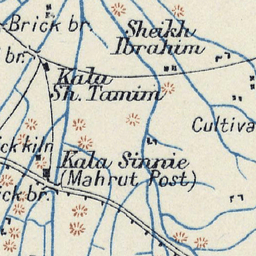 Brick br.
Sheikh
Ibrahim
br.
Kala
Sh. Tamim
Cultiva
ck kiln
Kala Sinnie
(Mahrut Post)
ck br.